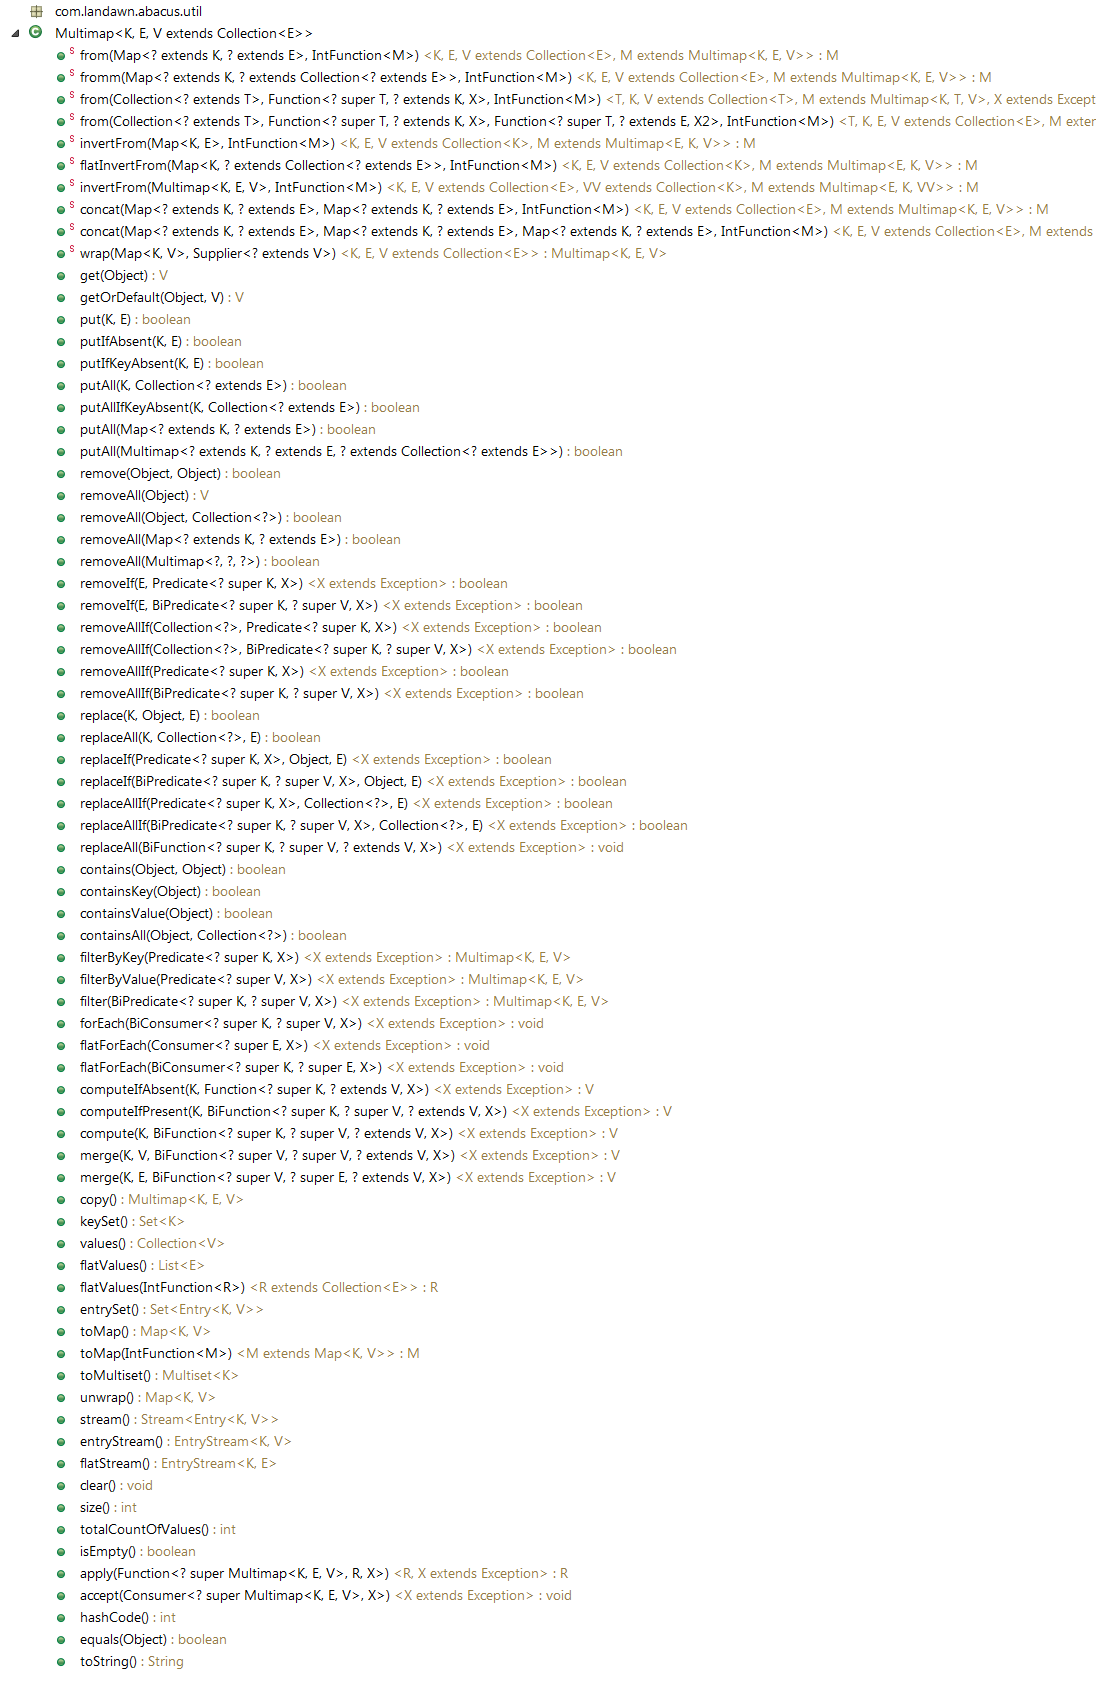 com.landawn.abacus.util
C Multimap<K, E, V extends Collection<E>>
S from(Map<? extends K, ? extends E>, IntFunction<M>) <K, E, V extends Collection<E>, M extends Multimap<K, E, V>> : M
S fromm(Map<? extends K, ? extends Collection<? extends E>>, IntFunction<M>) <K, E, V extends Collection<E>, M extends Multimap<K, E, V>> : M
S from(Collection<? extends T>, Function<? super T, ? extends K, X>, IntFunction<M>) <T, K, V extends Collection<T>, M extends Multimap<K, T, V>, X extends Except
S from(Collection<? extends T>, Function<? super T, ? extends K, X>, Function<? super T, ? extends E, X2>, IntFunction<M>) <T, K, E, V extends Collection<E>, M exter
S invertFrom(Map<K, E>, IntFunction<M>) <K, E, V extends Collection<K>, M extends Multimap<E, K, V>> : M
S flatInvertFrom(Map<K, ? extends Collection<? extends E>>, IntFunction<M>) <K, E, V extends Collection<K>, M extends Multimap<E, K, V>> : M
S invertFrom(Multimap<K, E, V>, IntFunction<M>) <K, E, V extends Collection<E>, VV extends Collection<K>, M extends Multimap<E, K, VV>> : M
S concat(Map<? extends K, ? extends E>, Map<? extends K, ? extends E>, IntFunction<M>) <K, E, V extends Collection<E>, M extends Multimap<K, E, V>> : M
S concat(Map<? extends K, ? extends E>, Map<? extends K, ? extends E>, Map<? extends K, ? extends E>, IntFunction<M>) <K, E, V extends Collection<E>, M extends
S wrap(Map<K, V>, Supplier<? extends V>) <K, E, V extends Collection<E>> : Multimap<K, E, V>
get(Object) : V
getOrDefault(Object, V) : V
put(K, E) : boolean
putIfAbsent(K, E) : boolean
putIfKeyAbsent(K, E) : boolean
putAll(K, Collection<? extends E>) : boolean
putAllIfKeyAbsent(K, Collection<? extends E>) : boolean
putAll(Map<? extends K, ? extends E>) : boolean
putAll(Multimap<? extends K, ? extends E, ? extends Collection<? extends E>>) : boolean
remove(Object, Object) : boolean
removeAll(Object) : V
removeAll(Object, Collection<?>) : boolean
removeAll(Map<? extends K, ? extends E>) : boolean
removeAll(Multimap<?, ?, ?>) : boolean
removeIf(E, Predicate<? super K, X>) <X extends Exception> : boolean
removeIf(E, BiPredicate<? super K, ? super V, X>) <X extends Exception> : boolean
removeAllIf(Collection<?>, Predicate<? super K, X>) <X extends Exception> : boolean
removeAllIf(Collection<?>, BiPredicate<? super K, ? super V, X>) <X extends Exception> : boolean
removeAllIf(Predicate<? super K, X>) <X extends Exception> : boolean
removeAllIf(BiPredicate<? super K, ? super V, X>) <X extends Exception> : boolean
replace(K, Object, E) : boolean
replaceAll(K, Collection<?>, E) : boolean
replaceIf(Predicate<? super K, X>, Object, E) <X extends Exception> : boolean
replaceIf(BiPredicate<? super K, ? super V, X>, Object, E) <X extends Exception> : boolean
replaceAllIf(Predicate<? super K, X>, Collection<?>, E) <X extends Exception> : boolean
replaceAllIf(BiPredicate<? super K, ? super V, X>, Collection<?>, E) <X extends Exception> : boolean
replaceAll(BiFunction<? super K, ? super V, ? extends V, X>) <X extends Exception> : void
contains(Object, Object) : boolean
containsKey(Object) : boolean
containsValue(Object) : boolean
containsAll(Object, Collection<?>) : boolean
filterByKey(Predicate<? super K, X>) <X extends Exception> : Multimap<K, E, V>
filterByValue(Predicate<? super V, X>) <X extends Exception> : Multimap<K, E, V>
filter(BiPredicate<? super K, ? super V, X>) <X extends Exception> : Multimap<K, E, V>
forEach(BiConsumer<? super K, ? super V, X>) <X extends Exception> : void
flatForEach(Consumer<? super E, X>) <X extends Exception> : void
flatForEach(BiConsumer<? super K, ? super E, X>) <X extends Exception> : void
computeIfAbsent(K, Function<? super K, ? extends V, X>) <X extends Exception> : V
computeIfPresent(K, BiFunction<? super K, ? super V, ? extends V, X>) <X extends Exception> : V
compute(K, BiFunction<? super K, ? super V, ? extends V, X>) <X extends Exception> : V
merge(K, V, BiFunction<? super V, ? super V, ? extends V, X>) <X extends Exception> : V
merge(K, E, BiFunction<? super V, ? super E, ? extends V, X>) <X extends Exception> : V
copy() : Multimap<K, E, V>
keySet() : Set<K>
values() : Collection<V>
flatValues() : List<E>
flatValues(IntFunction<R>) <R extends Collection<E>> : R
entrySet() : Set<Entry<K, V>>
toMap() : Map<K, V>
toMap(IntFunction<M>) <M extends Map<K, V>> : M
toMultiset() : Multiset<K>
unwrap() : Map<K, V>
stream() : Stream<Entry<K, V>>
entryStream() : EntryStream<K, V>
flatStream() : EntryStream<K, E>
clear() : void
size() : int
totalCountOfValues() : int
isEmpty() : boolean
apply(Function<? super Multimap<K, E, V>, R, X>) <R, X extends Exception> : R
accept(Consumer<? super Multimap<K, E, V>, X>) <X extends Exception> : void
hashCode() : int
equals(Object) : boolean
toString() : String